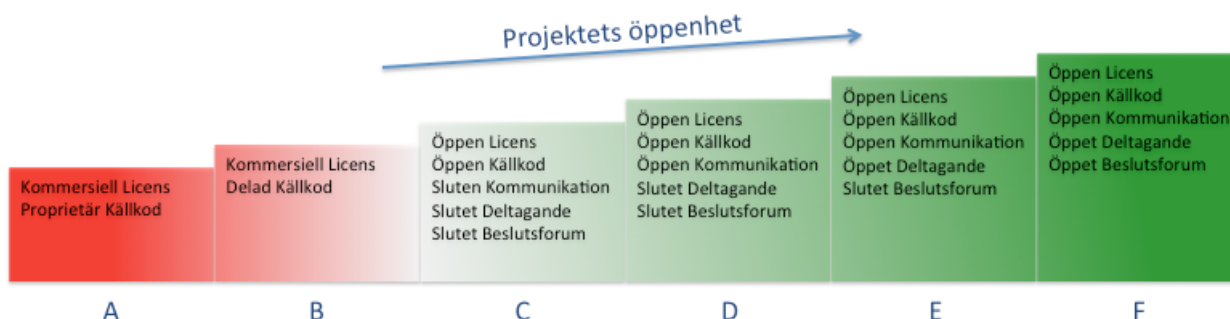 Projektets öppenhet
Kommersiell Licens
Proprietär Källkod
Kommersiell Licens
Delad Källkod
Öppen Licens
Öppen Källkod
Sluten Kommunikation
Slutet Deltagande
Slutet Beslutsforum
Öppen Licens
Öppen Källkod
Öppen Kommunikation
Slutet Deltagande
Slutet Beslutsforum
Öppen Licens
Öppen Källkod
Öppen Kommunikation
Öppet Deltagande
Slutet Beslutsforum
Öppen Licens
Öppen Källkod
Öppen Kommunikation
Öppet Deltagande
Öppet Beslutsforum
A B C D E F